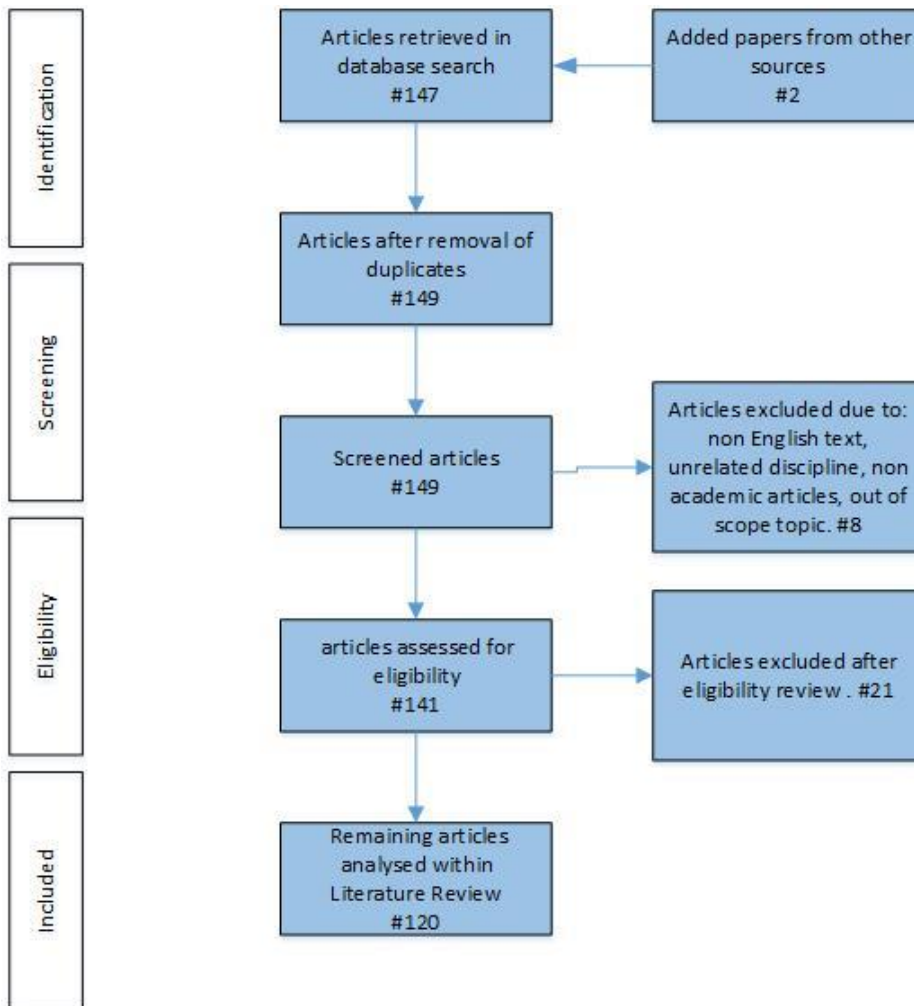 Identification
Articles retrieved in
database search
#147
Added papers from other
sources
#2
Articles after removal of
duplicates
#149
Screening
Screened articles
#149
Articles excluded due to:
non English text,
unrelated discipline, non
academic articles, out of
scope topic. #8
Eligibility
articles assessed for
eligibility
#141
Articles excluded after
eligibility review . #21
Included
Remaining articles
analysed within
Literature Review
#120